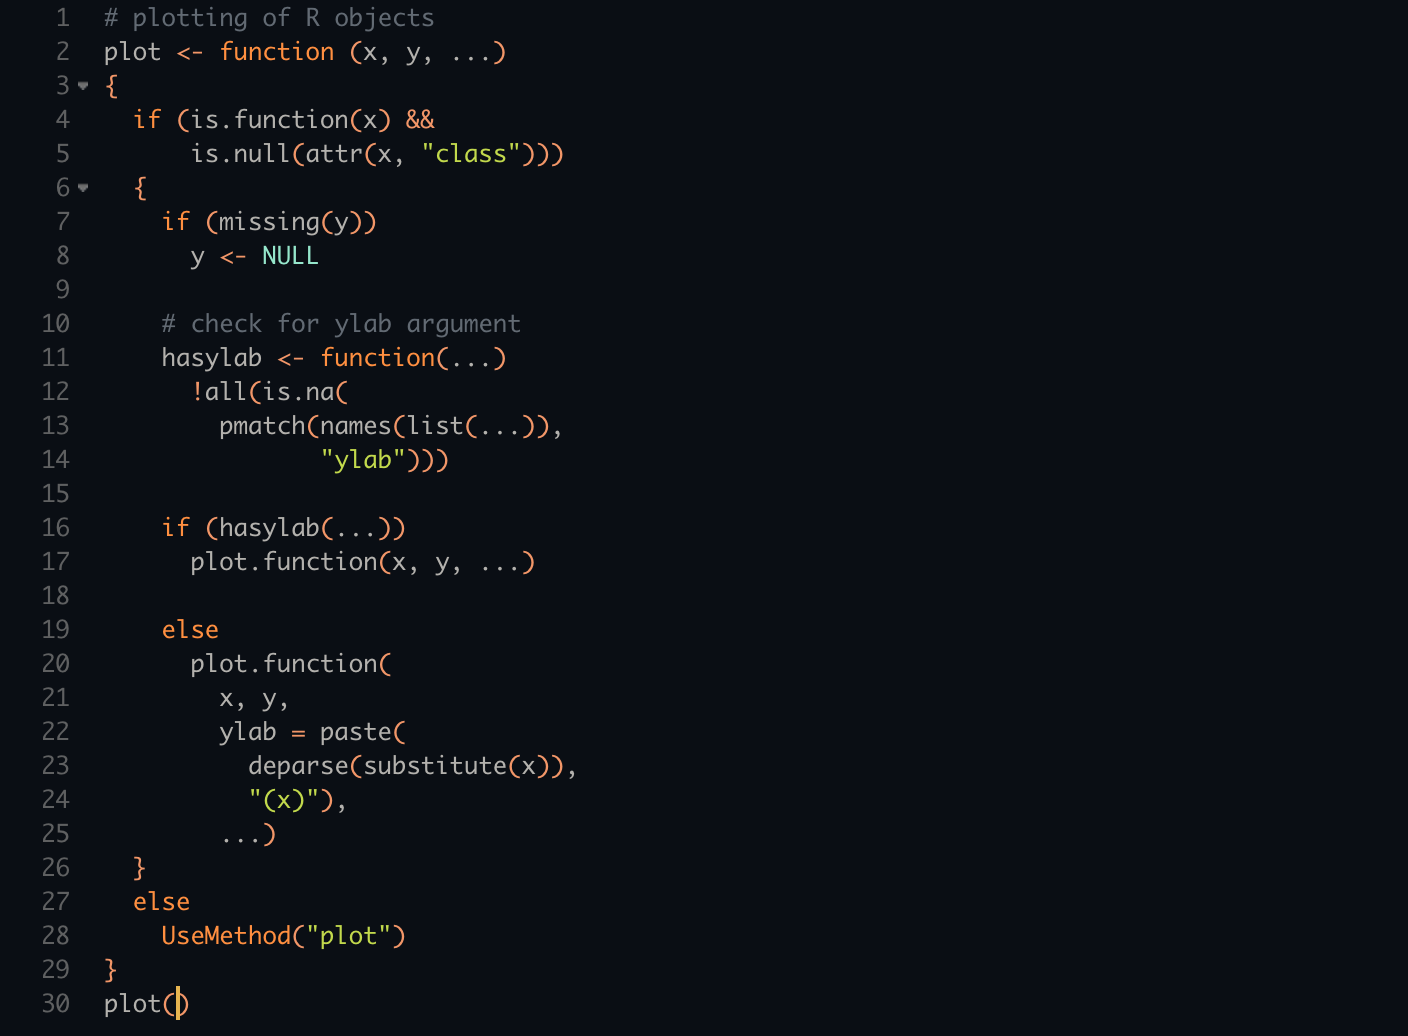 1 # plotting of R objects
2 plot <- function (x, y, ...)
3 {
4   if (is.function(x) &&
5       is.null(attr(x, "class")))
6   {
7     if (missing(y))
8       y <- NULL
9
10     # check for ylab argument
11     hasylab <- function(...)
12       !all(is.na(
13         pmatch(names(list(...)),
14                "ylab")))
15
16     if (hasylab(...))
17       plot.function(x, y, ...)
18
19     else
20       plot.function(
21         x, y,
22         ylab = paste(
23           deparse(substitute(x)),
24           "(x)"),
25         ...)
26   }
27   else
28     UseMethod("plot")
29 }
30 plot()